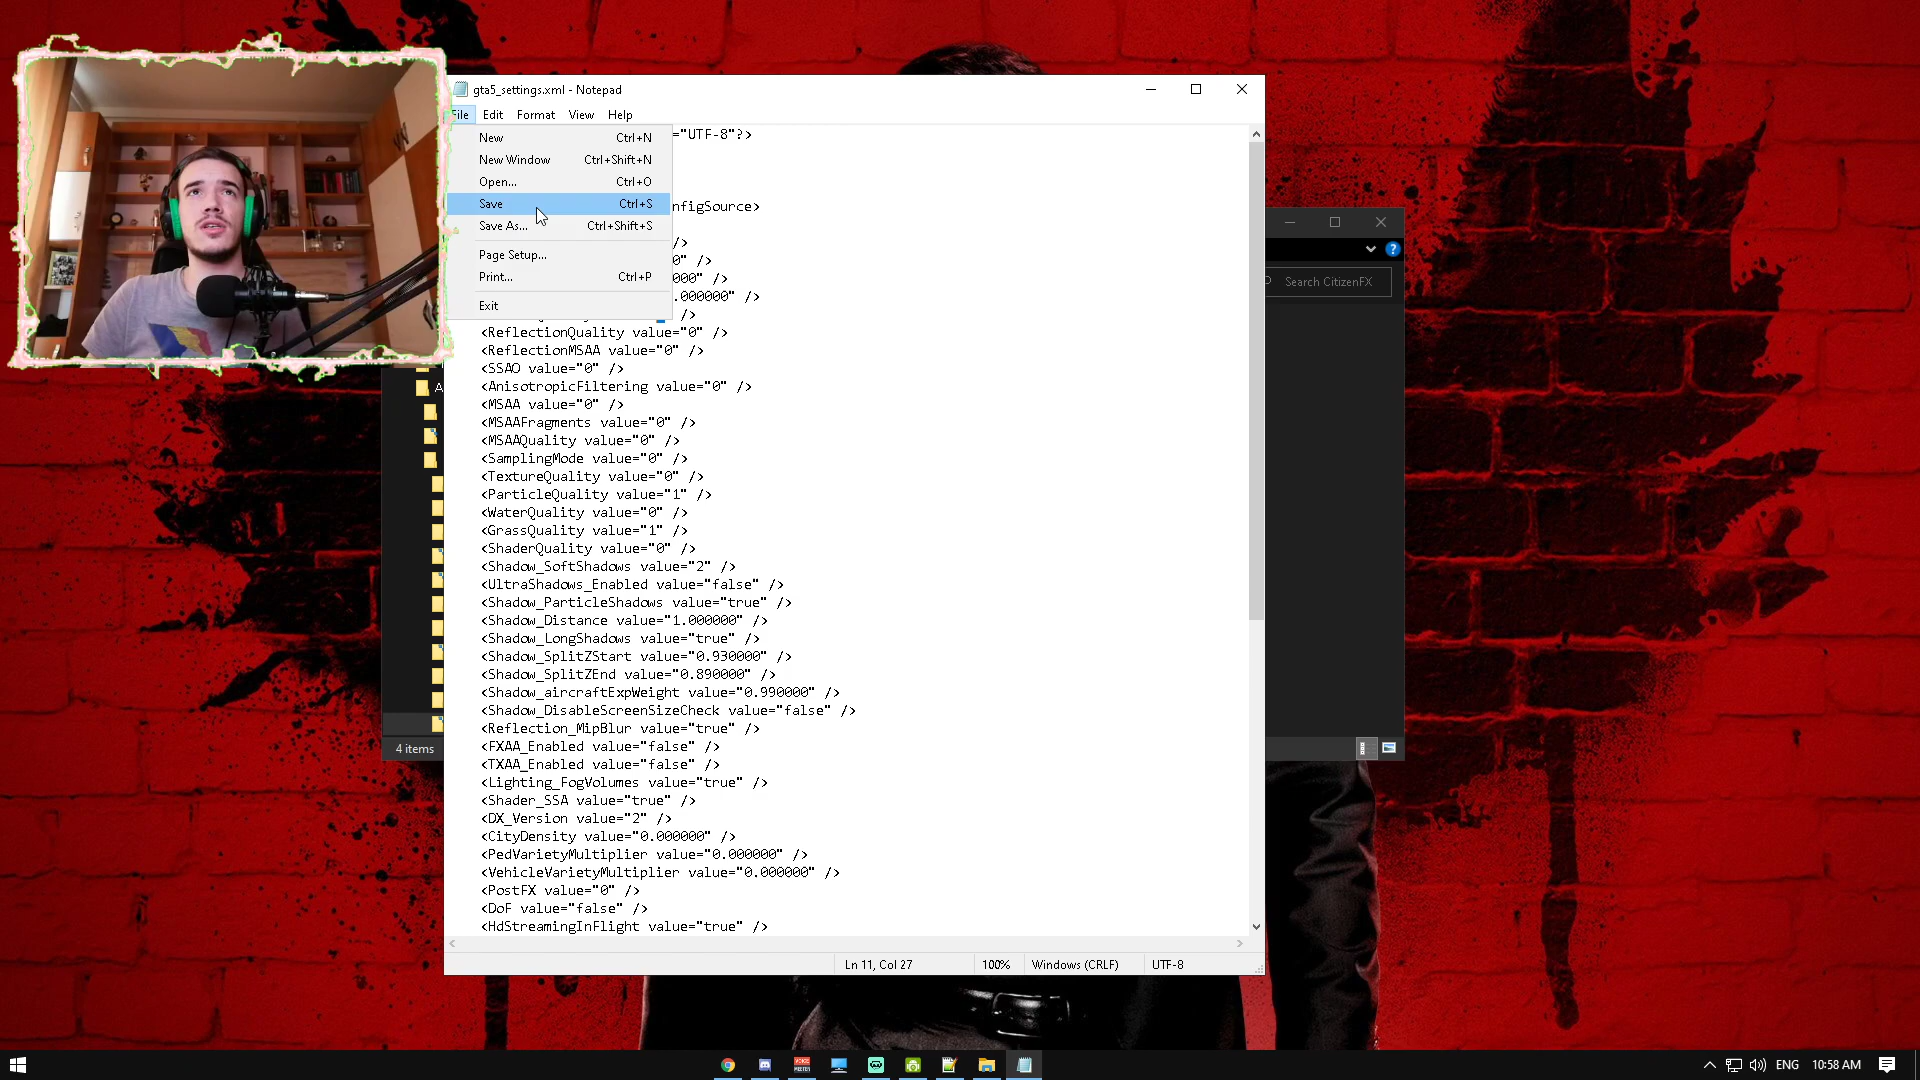 gta5_settings.xml - Notepad
File Edit Format View Help
New Ctrl+N
="UTF-8"?>
New Window Ctrl+Shift+N
Open... Ctrl+O
Save Ctrl+S
nfigSource>
Save As... Ctrl+Shift+S
/>
Page Setup...
0" />
Print... Ctrl+P
000" />
.000000" />
Exit
/>
Search CitizenFX
<ReflectionQuality value="0" />
<ReflectionMSAA value="0" />
<SSAO value="0" />
<AnisotropicFiltering value="0" />
A
<MSAA value="0" />
<MSAAFragments value="0" />
<MSAAQuality value="0" />
<SamplingMode value="0" />
<TextureQuality value="0" />
<ParticleQuality value="1" />
<WaterQuality value="0" />
<GrassQuality value="1" />
<ShaderQuality value="0" />
<Shadow_SoftShadows value="2" />
<UltraShadows_Enabled value="false" />
<Shadow_ParticleShadows value="true" />
<Shadow_Distance value="1.000000" />
<Shadow_LongShadows value="true" />
<Shadow_SplitZStart value="0.930000" />
<Shadow_SplitZEnd value="0.890000" />
<Shadow_aircraftExpWeight value="0.990000" />
<Shadow_DisableScreenSizeCheck value="false" />
<Reflection_MipBlur value="true" />
<FXAA_Enabled value="false" />
4 items
<TXAA_Enabled value="false" />
<Lighting_FogVolumes value="true" />
<Shader_SSA value="true" />
<DX_Version value="2" />
<CityDensity value="0.000000" />
<PedVarietyMultiplier value="0.000000" />
<VehicleVarietyMultiplier value="0.000000" />
<PostFX value="0" />
<DoF value="false" />
<HdStreamingInFlight value="true" />
Ln 11, Col 27 100% Windows (CRLF) UTF-8
ENG 10:58 AM